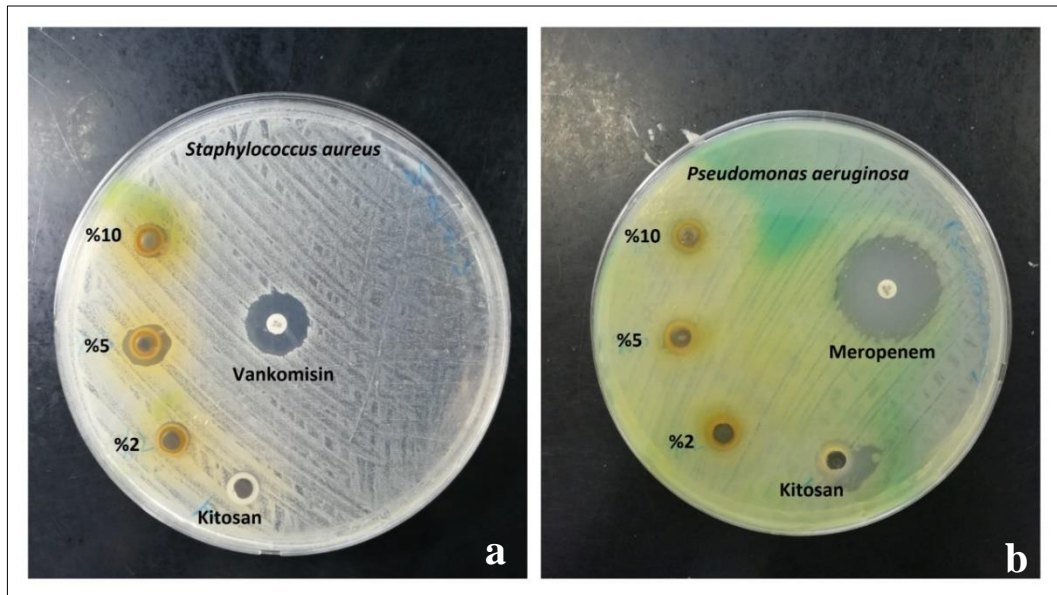 Staphylococcus aureus
%10
%5
Vankomisin
%2
Kitosan
a
Pseudomonas aeruginosa
%10
%5
Meropenem
%2
Kitosan
b